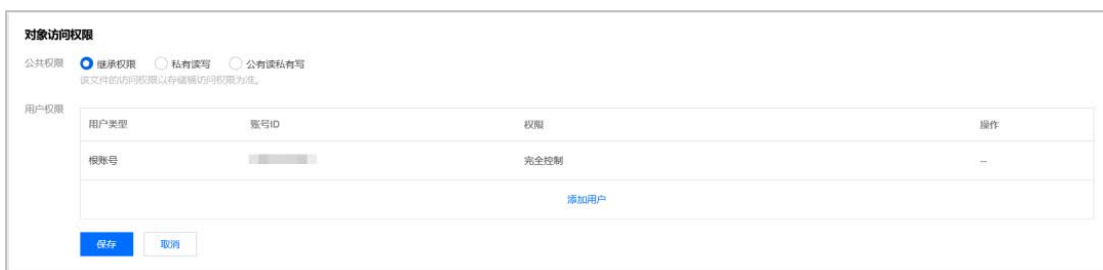 对象访问权限
公共权限 继承权限 私有读写 公有读私有写
该文件的访问权限以存储桶访问权限为准。
用户权限
用户类型 账号ID 权限 操作
根账号 完全控制 --
添加用户
保存 取消